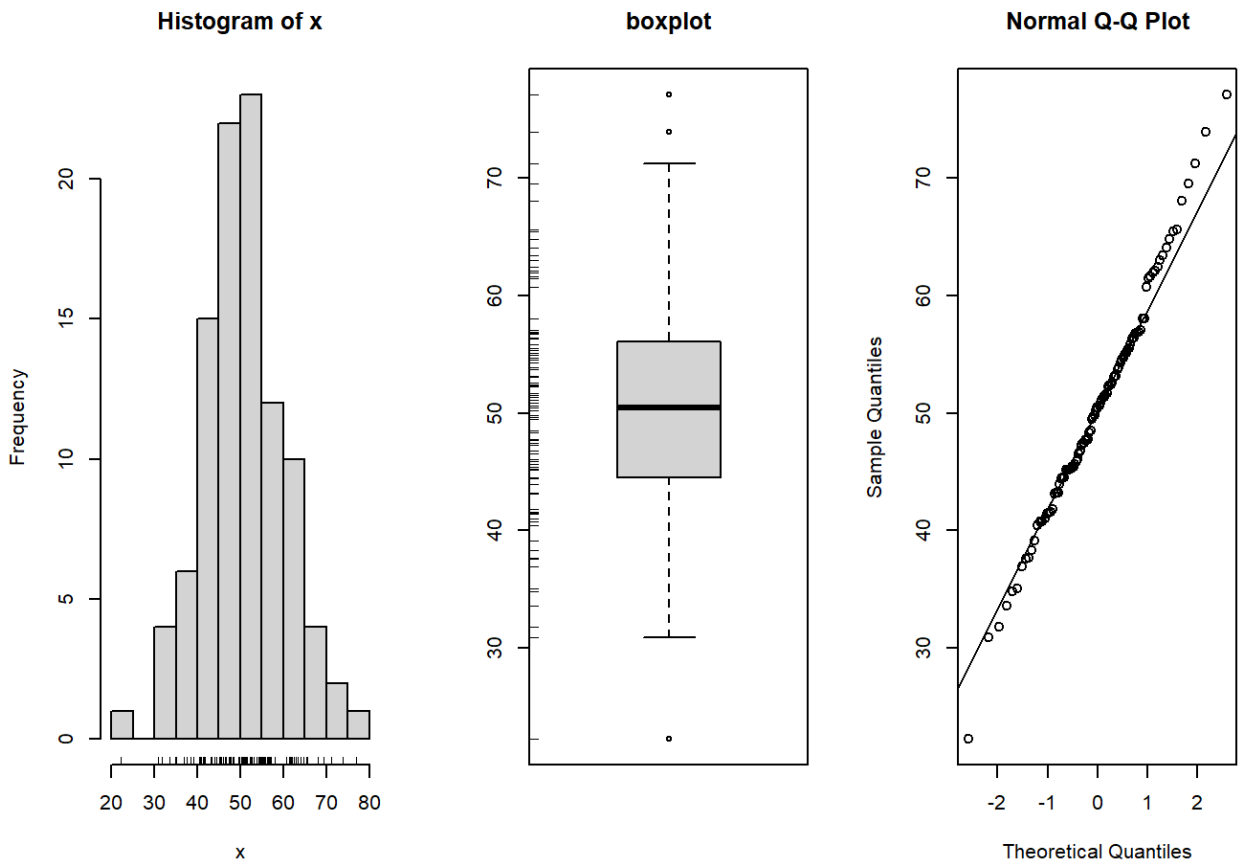 Histogram of x
Frequency
20
15
10
5
0
20 30 40 50 60 70 80
x
boxplot
70
60
50
40
30
Normal Q-Q Plot
Sample Quantiles
70
60
50
40
30
-2 -1 0 1 2
Theoretical Quantiles